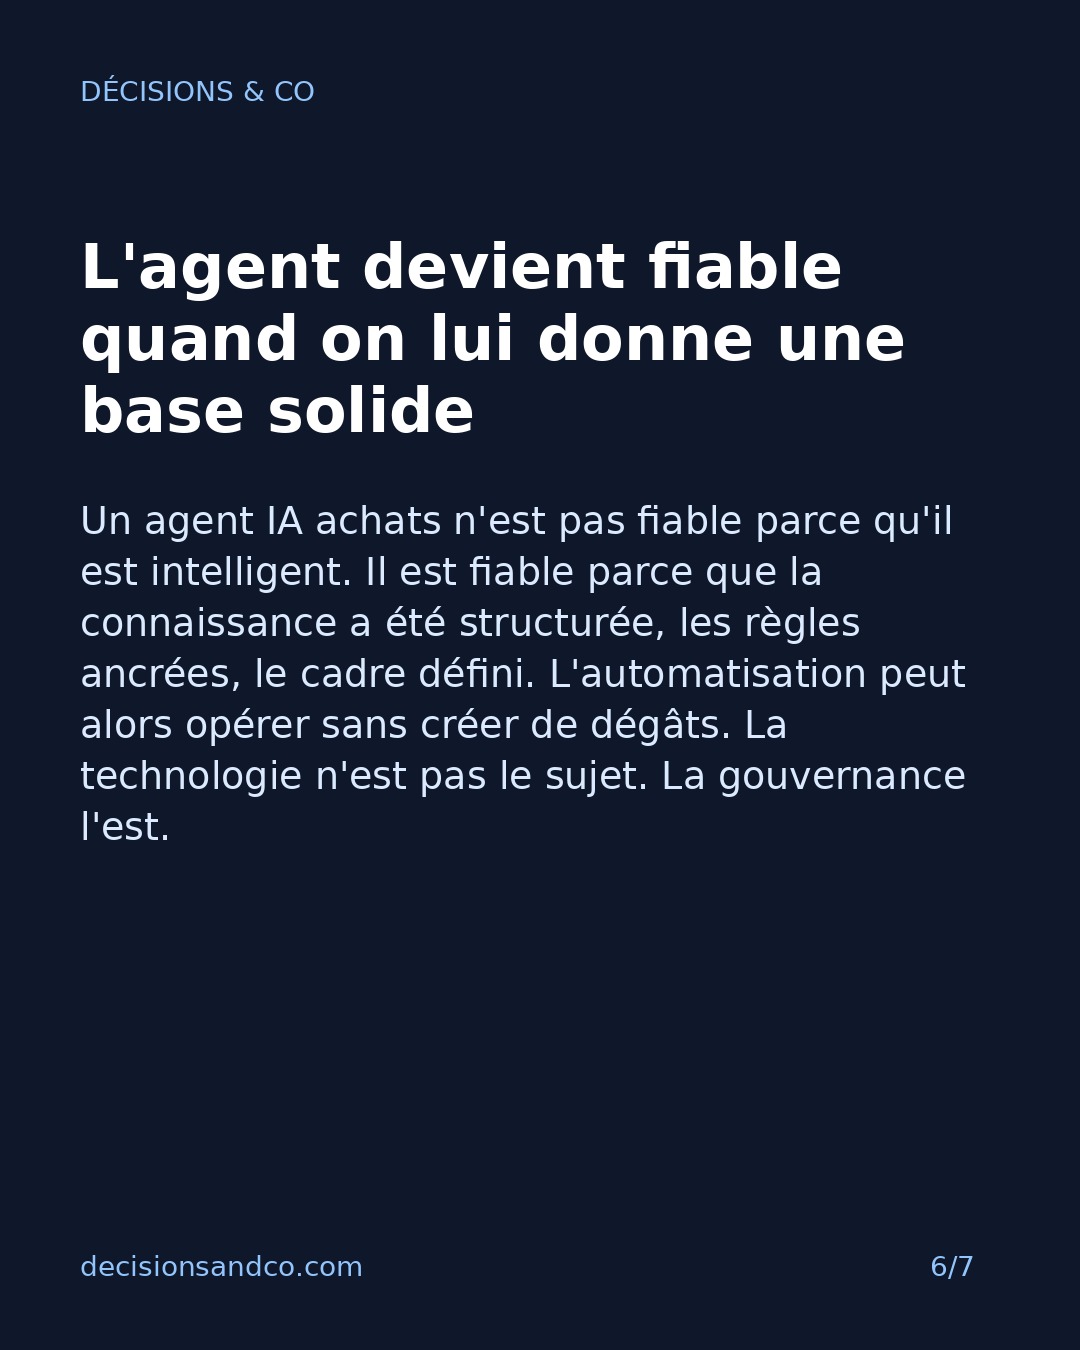 DÉCISIONS & CO
L'agent devient fiable
quand on lui donne une
base solide
Un agent IA achats n'est pas fiable parce qu'il
est intelligent. Il est fiable parce que la
connaissance a été structurée, les règles
ancrées, le cadre défini. L'automatisation peut
alors opérer sans créer de dégâts. La
technologie n'est pas le sujet. La gouvernance
l'est.
decisionsandco.com
6/7